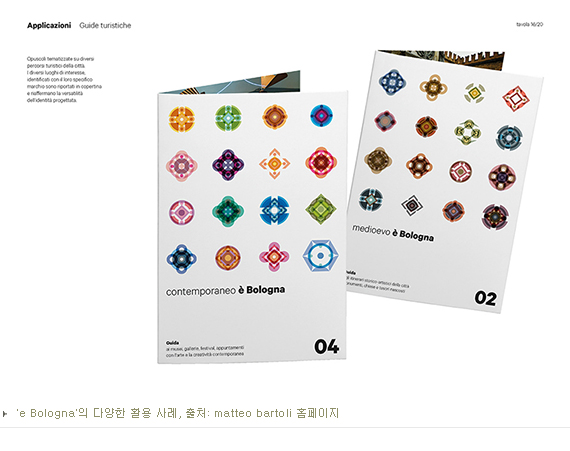 Applicazioni Guide turistiche
tavola 16/20
Opuscoli tematizzate su diversi
percorsi turistici della città.
I diversi luoghi di interesse,
identificati con il loro specifico
marchio sono riportati in copertina
e riaffermano la versatilità
dell'identità progettata.
medioevo è Bologna
Guida
02
contemporaneo è Bologna
Guida
ai musei, gallerie, festival, appuntamenti
con l'arte e la creatività contemporanea
04
'e Bologna'의 다양한 활용 사례, 출처: matteo bartoli 홈페이지